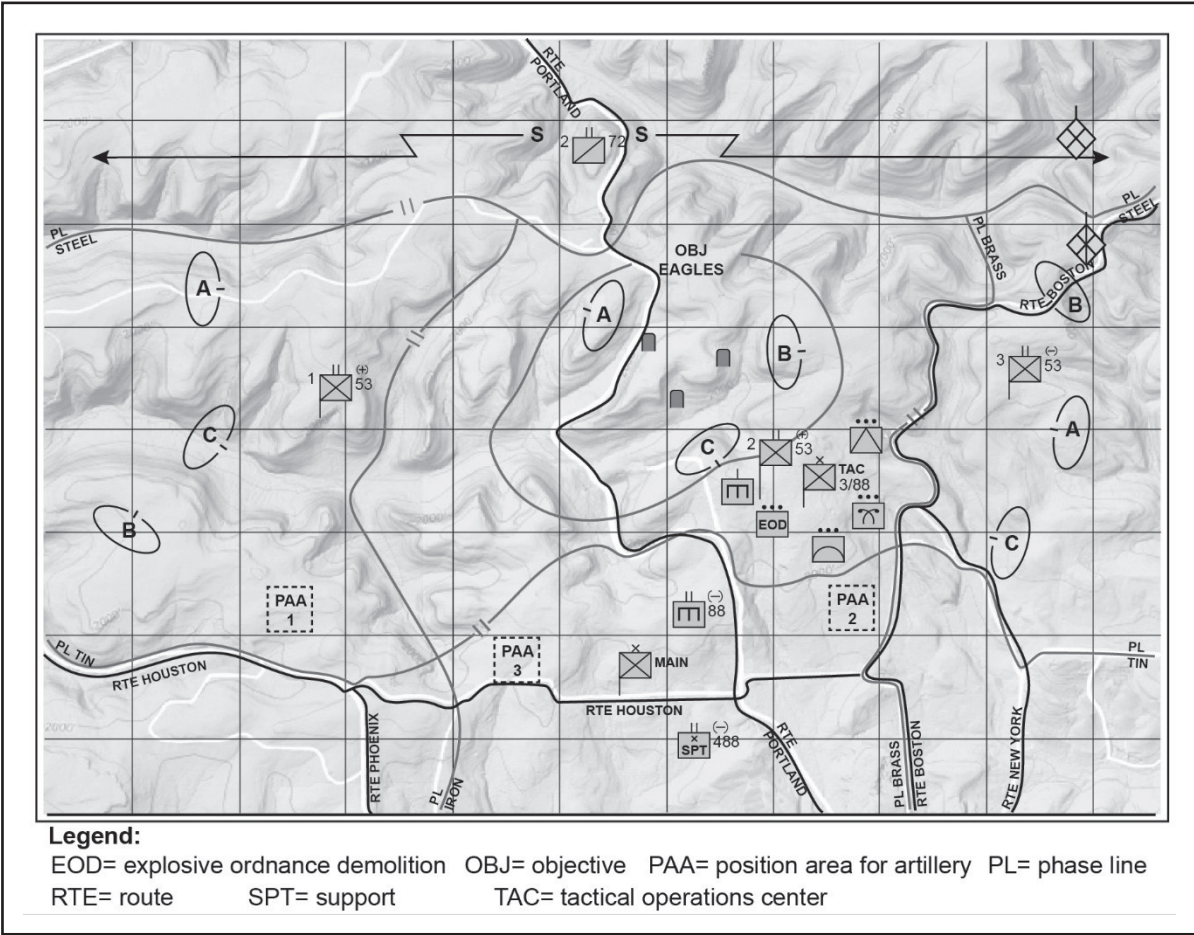 RTE
PORTLAND
S
S
2
72
PL
STEEL
PL
STEEL
PL BRASS
OBJ
EAGLES
RTE BOSTON
B
A
A
B
1
(+)
53
3
(-)
53
C
C
A
2
(+)
53
TAC
3/88
EOD
B
C
PAA
1
PAA
2
(-)
88
PL TIN
RTE HOUSTON
PAA
3
MAIN
PL
TIN
RTE HOUSTON
RTE PHOENIX
PL
IRON
SPT
(-)
488
RTE
PORTLAND
PL BRASS
RTE BOSTON
RTE NEW YORK
2000
2000
Legend:
EOD= explosive ordnance demolition OBJ= objective PAA= position area for artillery PL= phase line
RTE= route SPT= support TAC= tactical operations center